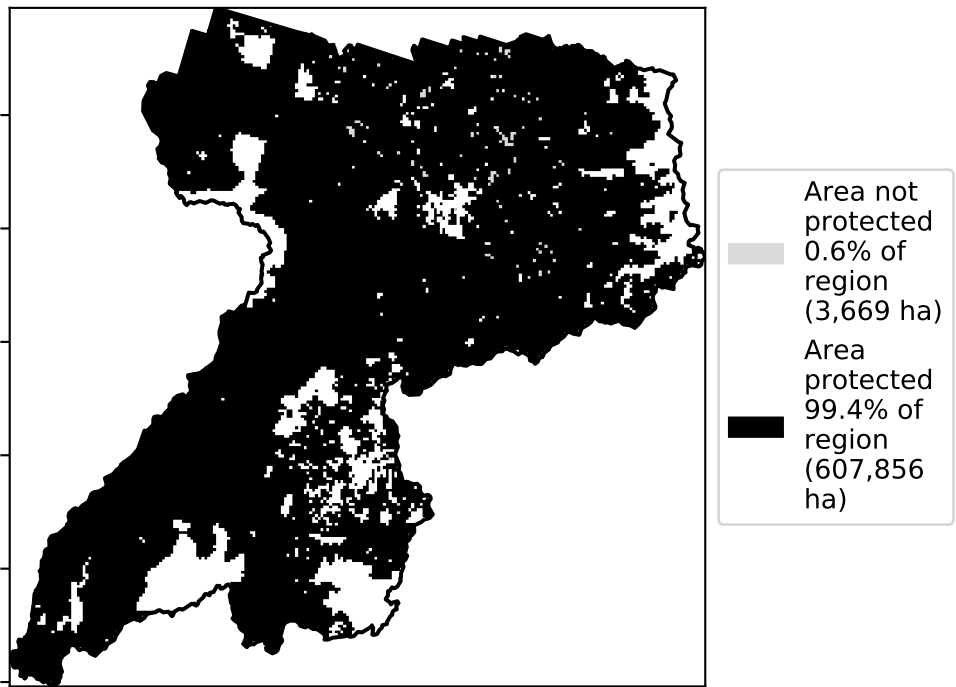 Area not
protected
0.6% of
region
(3,669 ha)
Area
protected
99.4% of
region
(607,856
ha)